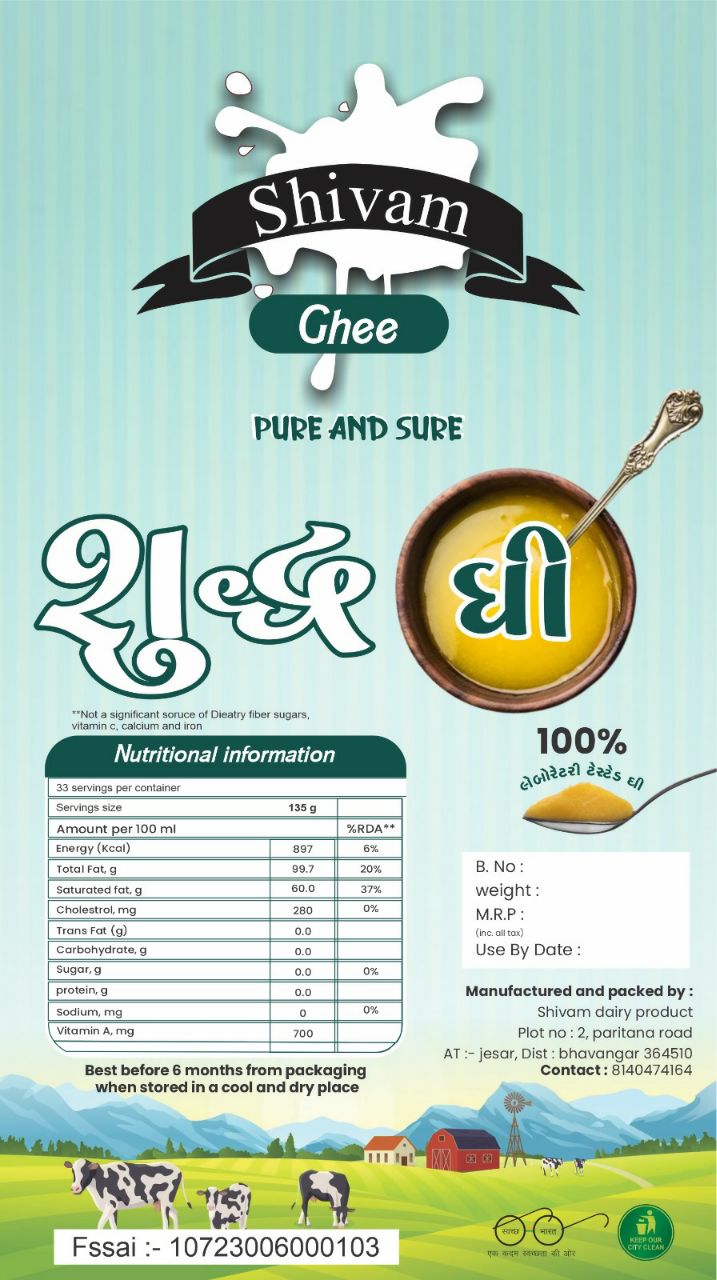 Shivam
Ghee
PURE AND SURE
શુદ્ધ ઘી
**Not a significant soruce of Dieatry fiber sugars,
vitamin c, calcium and iron
Nutritional information
33 servings per container
Servings size 135 g
Amount per 100 ml %RDA**
Energy (Kcal) 897 6%
Total Fat, g 99.7 20%
Saturated fat, g 60.0 37%
Cholestrol, mg 280 0%
Trans Fat (g) 0.0
Carbohydrate, g 0.0
Sugar, g 0.0 0%
protein, g 0.0
Sodium, mg 0 0%
Vitamin A, mg 700
Best before 6 months from packaging
when stored in a cool and dry place
100%
લેબોરેટરી ટેસ્ટેડ ઘી
B. No :
weight :
M.R.P :
(inc. all tax)
Use By Date :
Manufactured and packed by :
Shivam dairy product
Plot no : 2, paritana road
AT :- jesar, Dist : bhavangar 364510
Contact : 8140474164
Fssai :- 10723006000103
स्वच्छ भारत
एक कदम स्वच्छता की ओर
KEEP OUR
CITY CLEAN